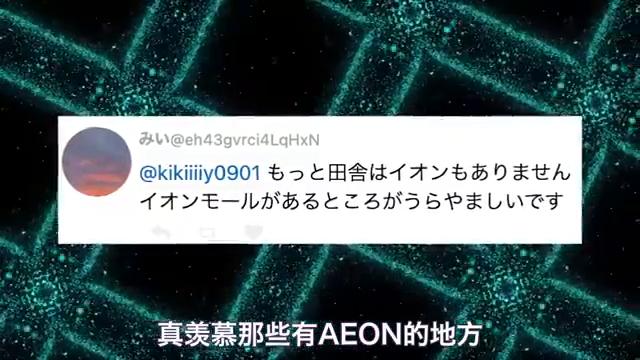 みい@eh43gvrci4LqHxN
@kikiiiiy0901 もっと田舎はイオンもありません
イオンモールがあるところがうらやましいです
真羡慕那些有AEON的地方